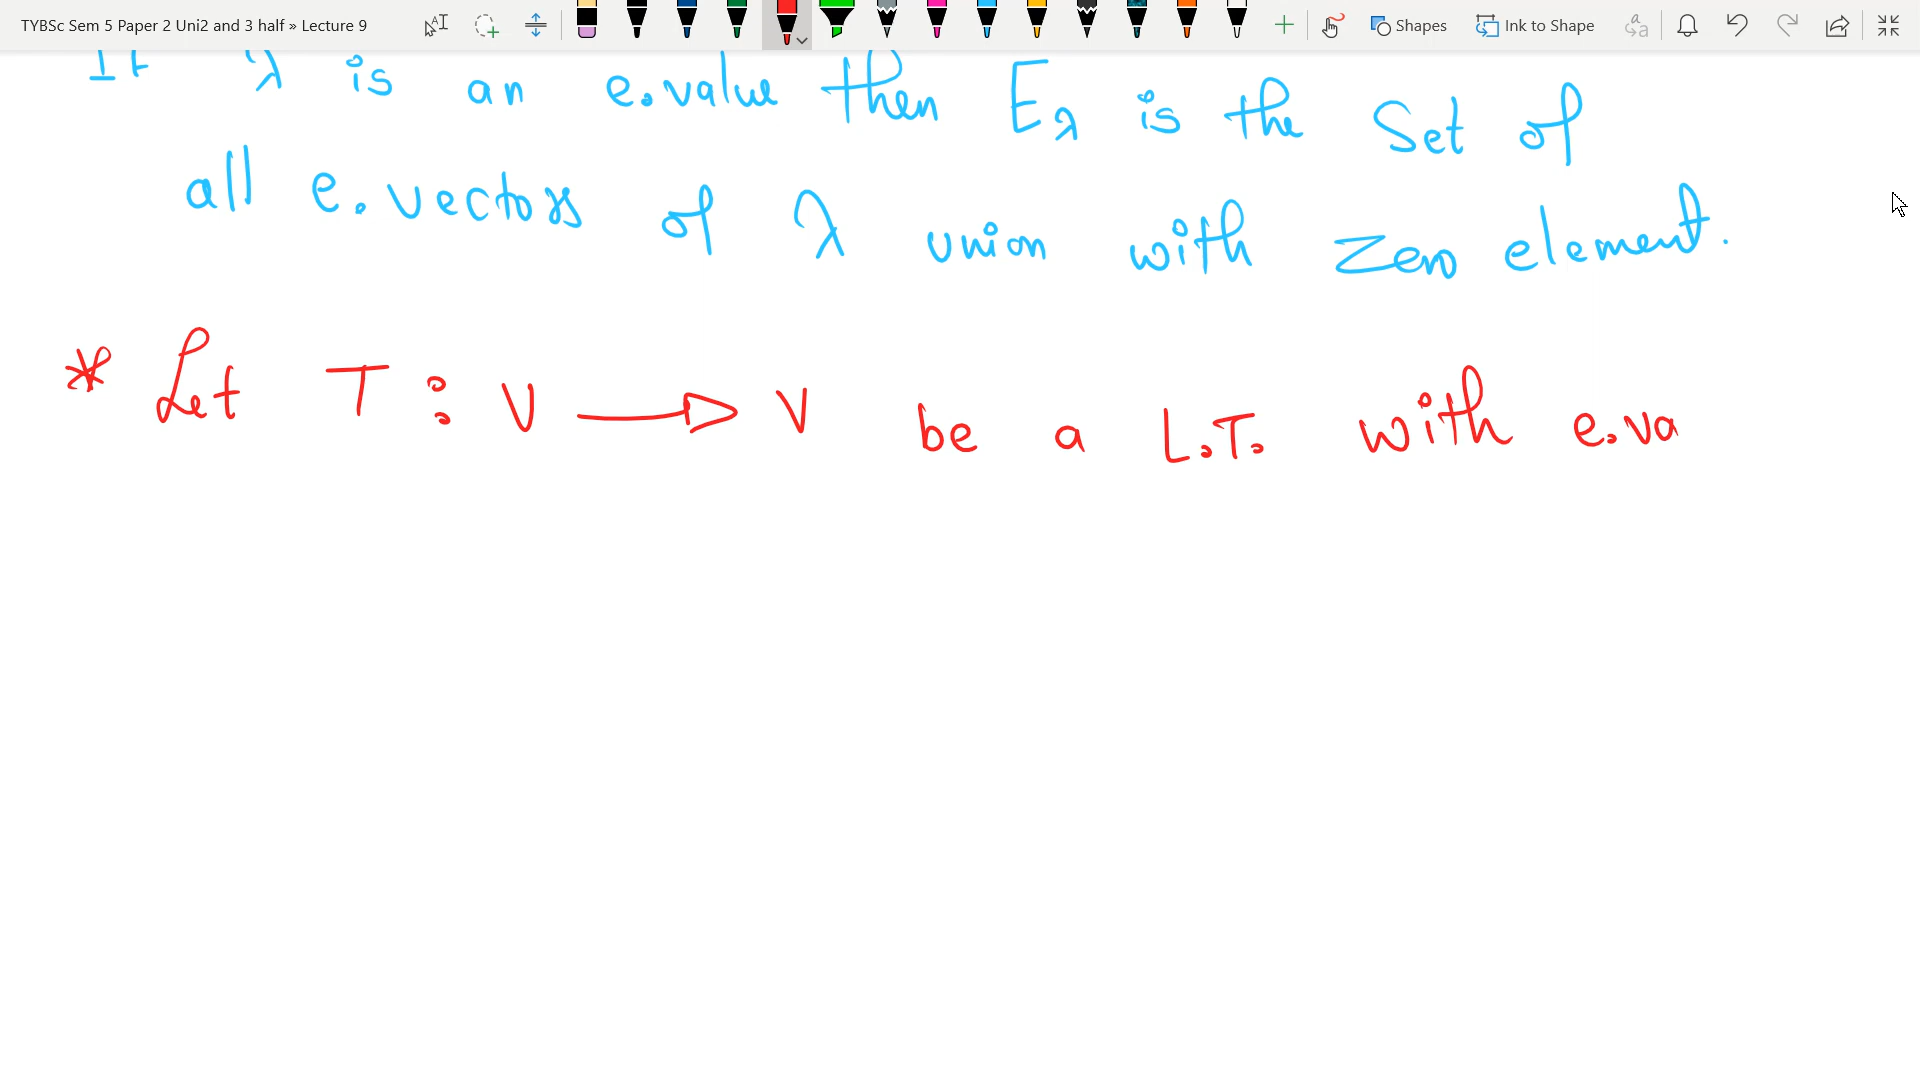 TYBSc Sem 5 Paper 2 Uni2 and 3 half » Lecture 9
Shapes
Ink to Shape
If λ is an e.value then Eλ is the Set of
all e.vectors of λ union with zero element.
* Let T : V → V be a L.T. with e.va